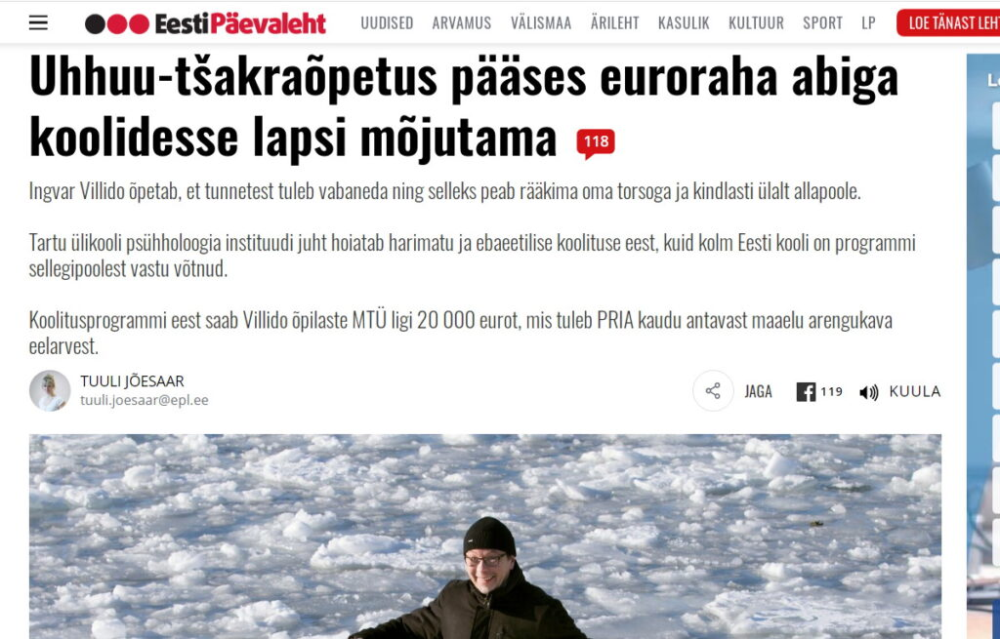 Eesti Päevaleht
UUDISED ARVAMUS VÄLISMAA ÄRILEHT KASULIK KULTUUR SPORT LP LOE TÄNAST LEHT
Uhhuu-tšakraõpetus pääses euroraha abiga
koolidesse lapsi mõjutama 118
Ingvar Villido õpetab, et tunnetest tuleb vabaneda ning selleks peab rääkima oma torsoga ja kindlasti ülalt allapoole.
Tartu ülikooli psühholoogia instituudi juht hoiatab harimatu ja ebaeetilise koolituse eest, kuid kolm Eesti kooli on programmi
sellegipoolest vastu võtnud.
Koolitusprogrammi eest saab Villido õpilaste MTÜ ligi 20 000 eurot, mis tuleb PRIA kaudu antavast maaelu arengukava
eelarvest.
TUULI JÕESAAR
tuuli.joesaar@epl.ee
JAGA 119 KUULA